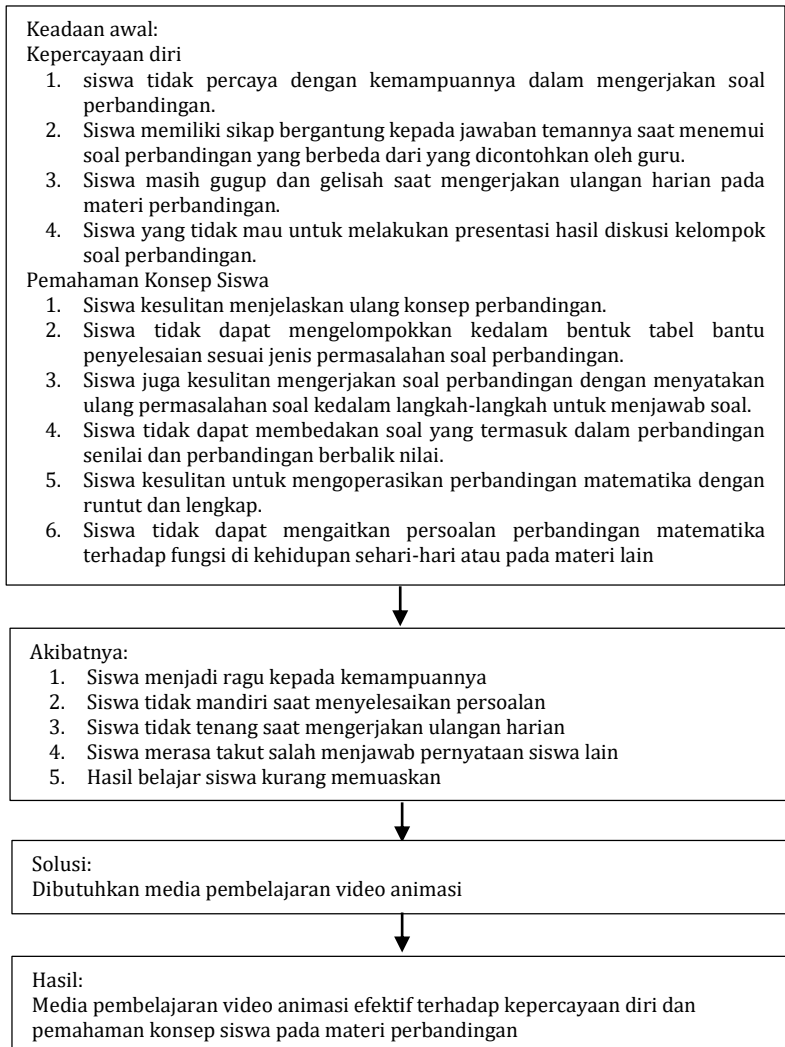 Keadaan awal:
Kepercayaan diri
1. siswa tidak percaya dengan kemampuannya dalam mengerjakan soal
perbandingan.
2. Siswa memiliki sikap bergantung kepada jawaban temannya saat menemui
soal perbandingan yang berbeda dari yang dicontohkan oleh guru.
3. Siswa masih gugup dan gelisah saat mengerjakan ulangan harian pada
materi perbandingan.
4. Siswa yang tidak mau untuk melakukan presentasi hasil diskusi kelompok
soal perbandingan.
Pemahaman Konsep Siswa
1. Siswa kesulitan menjelaskan ulang konsep perbandingan.
2. Siswa tidak dapat mengelompokkan kedalam bentuk tabel bantu
penyelesaian sesuai jenis permasalahan soal perbandingan.
3. Siswa juga kesulitan mengerjakan soal perbandingan dengan menyatakan
ulang permasalahan soal kedalam langkah-langkah untuk menjawab soal.
4. Siswa tidak dapat membedakan soal yang termasuk dalam perbandingan
senilai dan perbandingan berbalik nilai.
5. Siswa kesulitan untuk mengoperasikan perbandingan matematika dengan
runtut dan lengkap.
6. Siswa tidak dapat mengaitkan persoalan perbandingan matematika
terhadap fungsi di kehidupan sehari-hari atau pada materi lain
Akibatnya:
1. Siswa menjadi ragu kepada kemampuannya
2. Siswa tidak mandiri saat menyelesaikan persoalan
3. Siswa tidak tenang saat mengerjakan ulangan harian
4. Siswa merasa takut salah menjawab pernyataan siswa lain
5. Hasil belajar siswa kurang memuaskan
Solusi:
Dibutuhkan media pembelajaran video animasi
Hasil:
Media pembelajaran video animasi efektif terhadap kepercayaan diri dan
pemahaman konsep siswa pada materi perbandingan